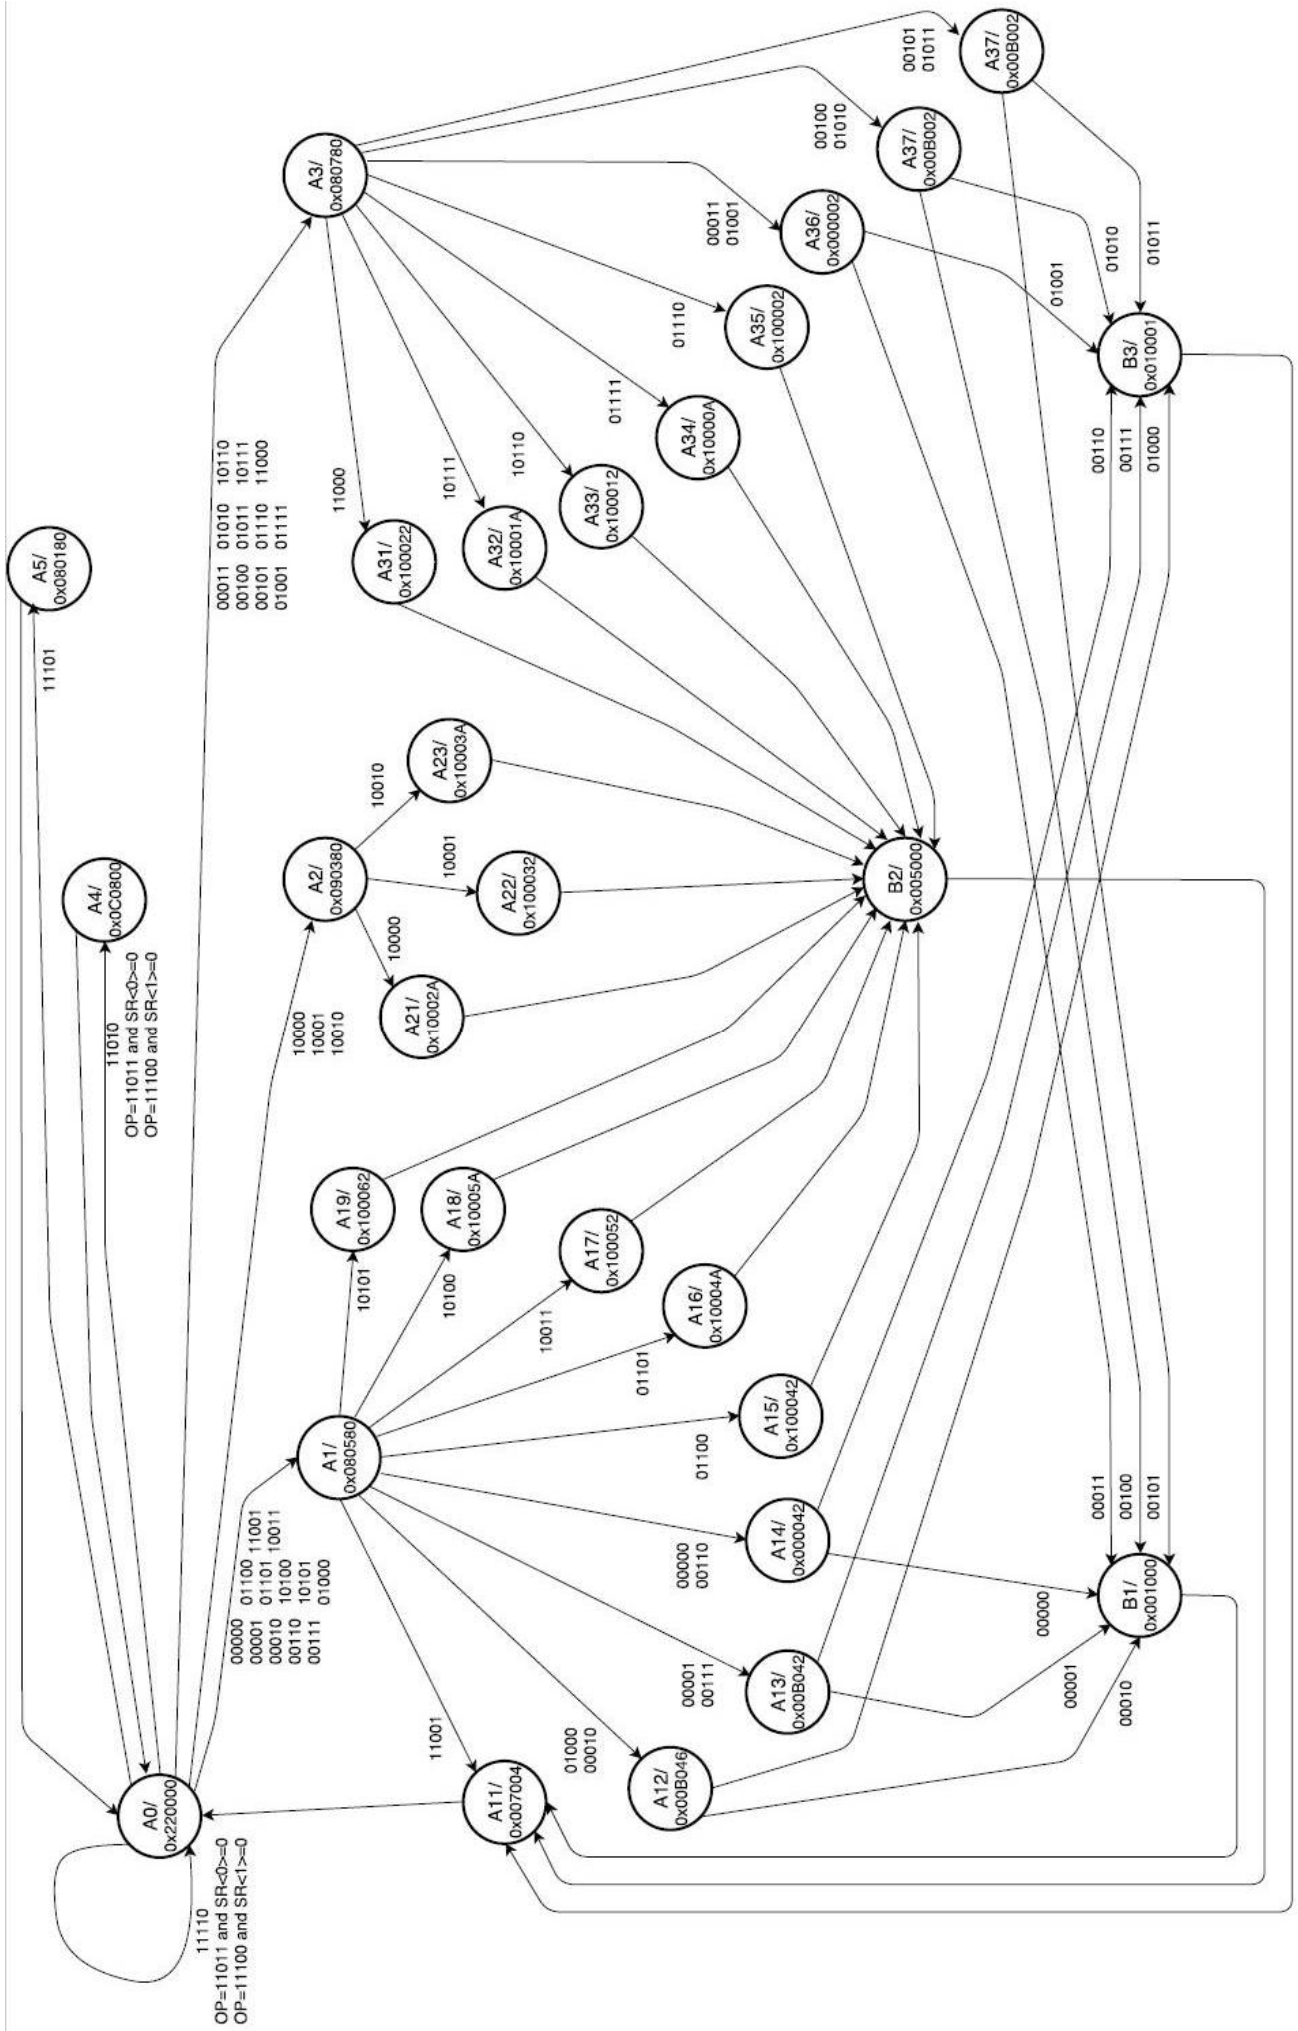 A0/
0x220000
11110
OP=11011 and SR<0>=0
OP=11100 and SR<1>=0
A5/
0x080180
11101
A4/
0x0C0800
11010
OP=11011 and SR<0>=0
OP=11100 and SR<1>=0
00011 01010 10110
00100 01011 10111
00101 01110 11000
01001 01111
10000
10001
10010
00000 01100 11001
00001 01101 10011
00010 10100
00110 10101
00111 01000
A1/
0x080580
A2/
0x090380
A3/
0x080780
11001
A11/
0x007004
01000
00010
A12/
0x00B046
00001
00111
A13/
0x00B042
00000
00110
A14/
0x000042
01100
A15/
0x100042
01101
A16/
0x10004A
10011
A17/
0x100052
10100
A18/
0x10005A
10101
A19/
0x100062
10000
A21/
0x10002A
10001
A22/
0x100032
10010
A23/
0x10003A
11000
A31/
0x100022
10111
A32/
0x10001A
10110
A33/
0x100012
01111
A34/
0x10000A
01110
A35/
0x100002
00011
01001
A36/
0x000002
00100
01010
A37/
0x00B002
00101
01011
A37/
0x00B002
B2/
0x005000
00010
00001
00000
00011
00100
00101
B1/
0x001000
00110
00111
01000
01001
01010
01011
B3/
0x010001